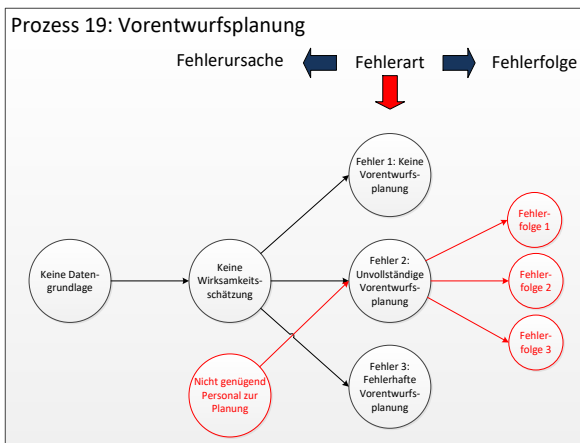 Prozess 19: Vorentwurfsplanung
Fehlerursache
Fehlerart
Fehlerfolge
Fehler 1: Keine
Vorentwurfs-
planung
Fehler-
folge 1
Keine Daten-
grundlage
Keine
Wirksamkeits-
schätzung
Fehler 2:
Unvollständige
Vorentwurfs-
planung
Fehler-
folge 2
Fehler-
folge 3
Nicht genügend
Personal zur
Planung
Fehler 3:
Fehlerhafte
Vorentwurfs-
planung